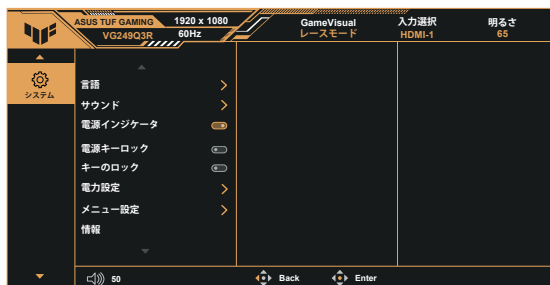 ASUS TUF GAMING
VG249Q3R
1920 x 1080
60Hz
GameVisual
レースモード
入力選択
HDMI-1
明るさ
65
システム
言語
サウンド
電源インジケータ
電源キーロック
キーのロック
電力設定
メニュー設定
情報
50
Back
Enter